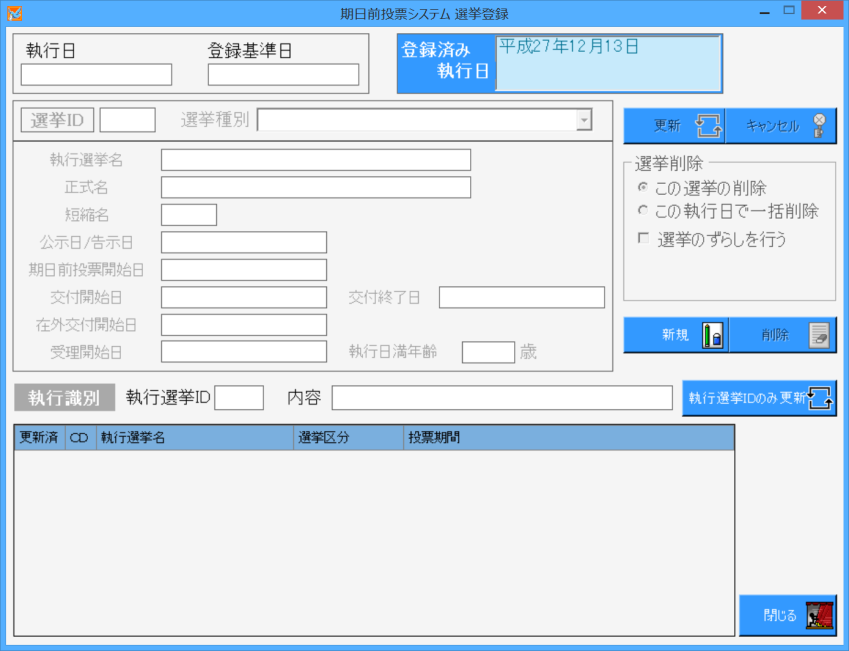 期日前投票システム 選挙登録
執行日
登録基準日
登録済み
執行日
平成27年12月13日
選挙ID
選挙種別
更新
キャンセル
執行選挙名
正式名
短縮名
公示日/告示日
期日前投票開始日
交付開始日
交付終了日
在外交付開始日
受理開始日
執行日満年齢
歳
選挙削除
この選挙の削除
この執行日で一括削除
選挙のずらしを行う
新規
削除
執行識別
執行選挙ID
内容
執行選挙IDのみ更新
更新済 CD 執行選挙名 選挙区分 投票期間
閉じる